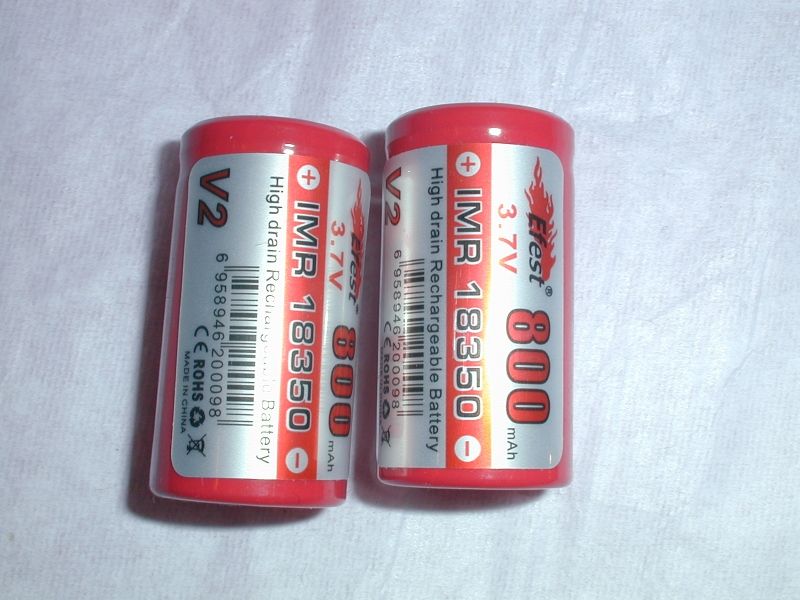 Efest
3.7V 800 mAh
+ IMR 18350 -
High drain Rechargeable Battery
6 958946 200098
V2 CE ROHS
MADE IN CHINA
Efest®
3.7V 800 mAh
+ IMR 18350 -
High drain Rechargeable Battery
6 958946 200098
V2 CE ROHS